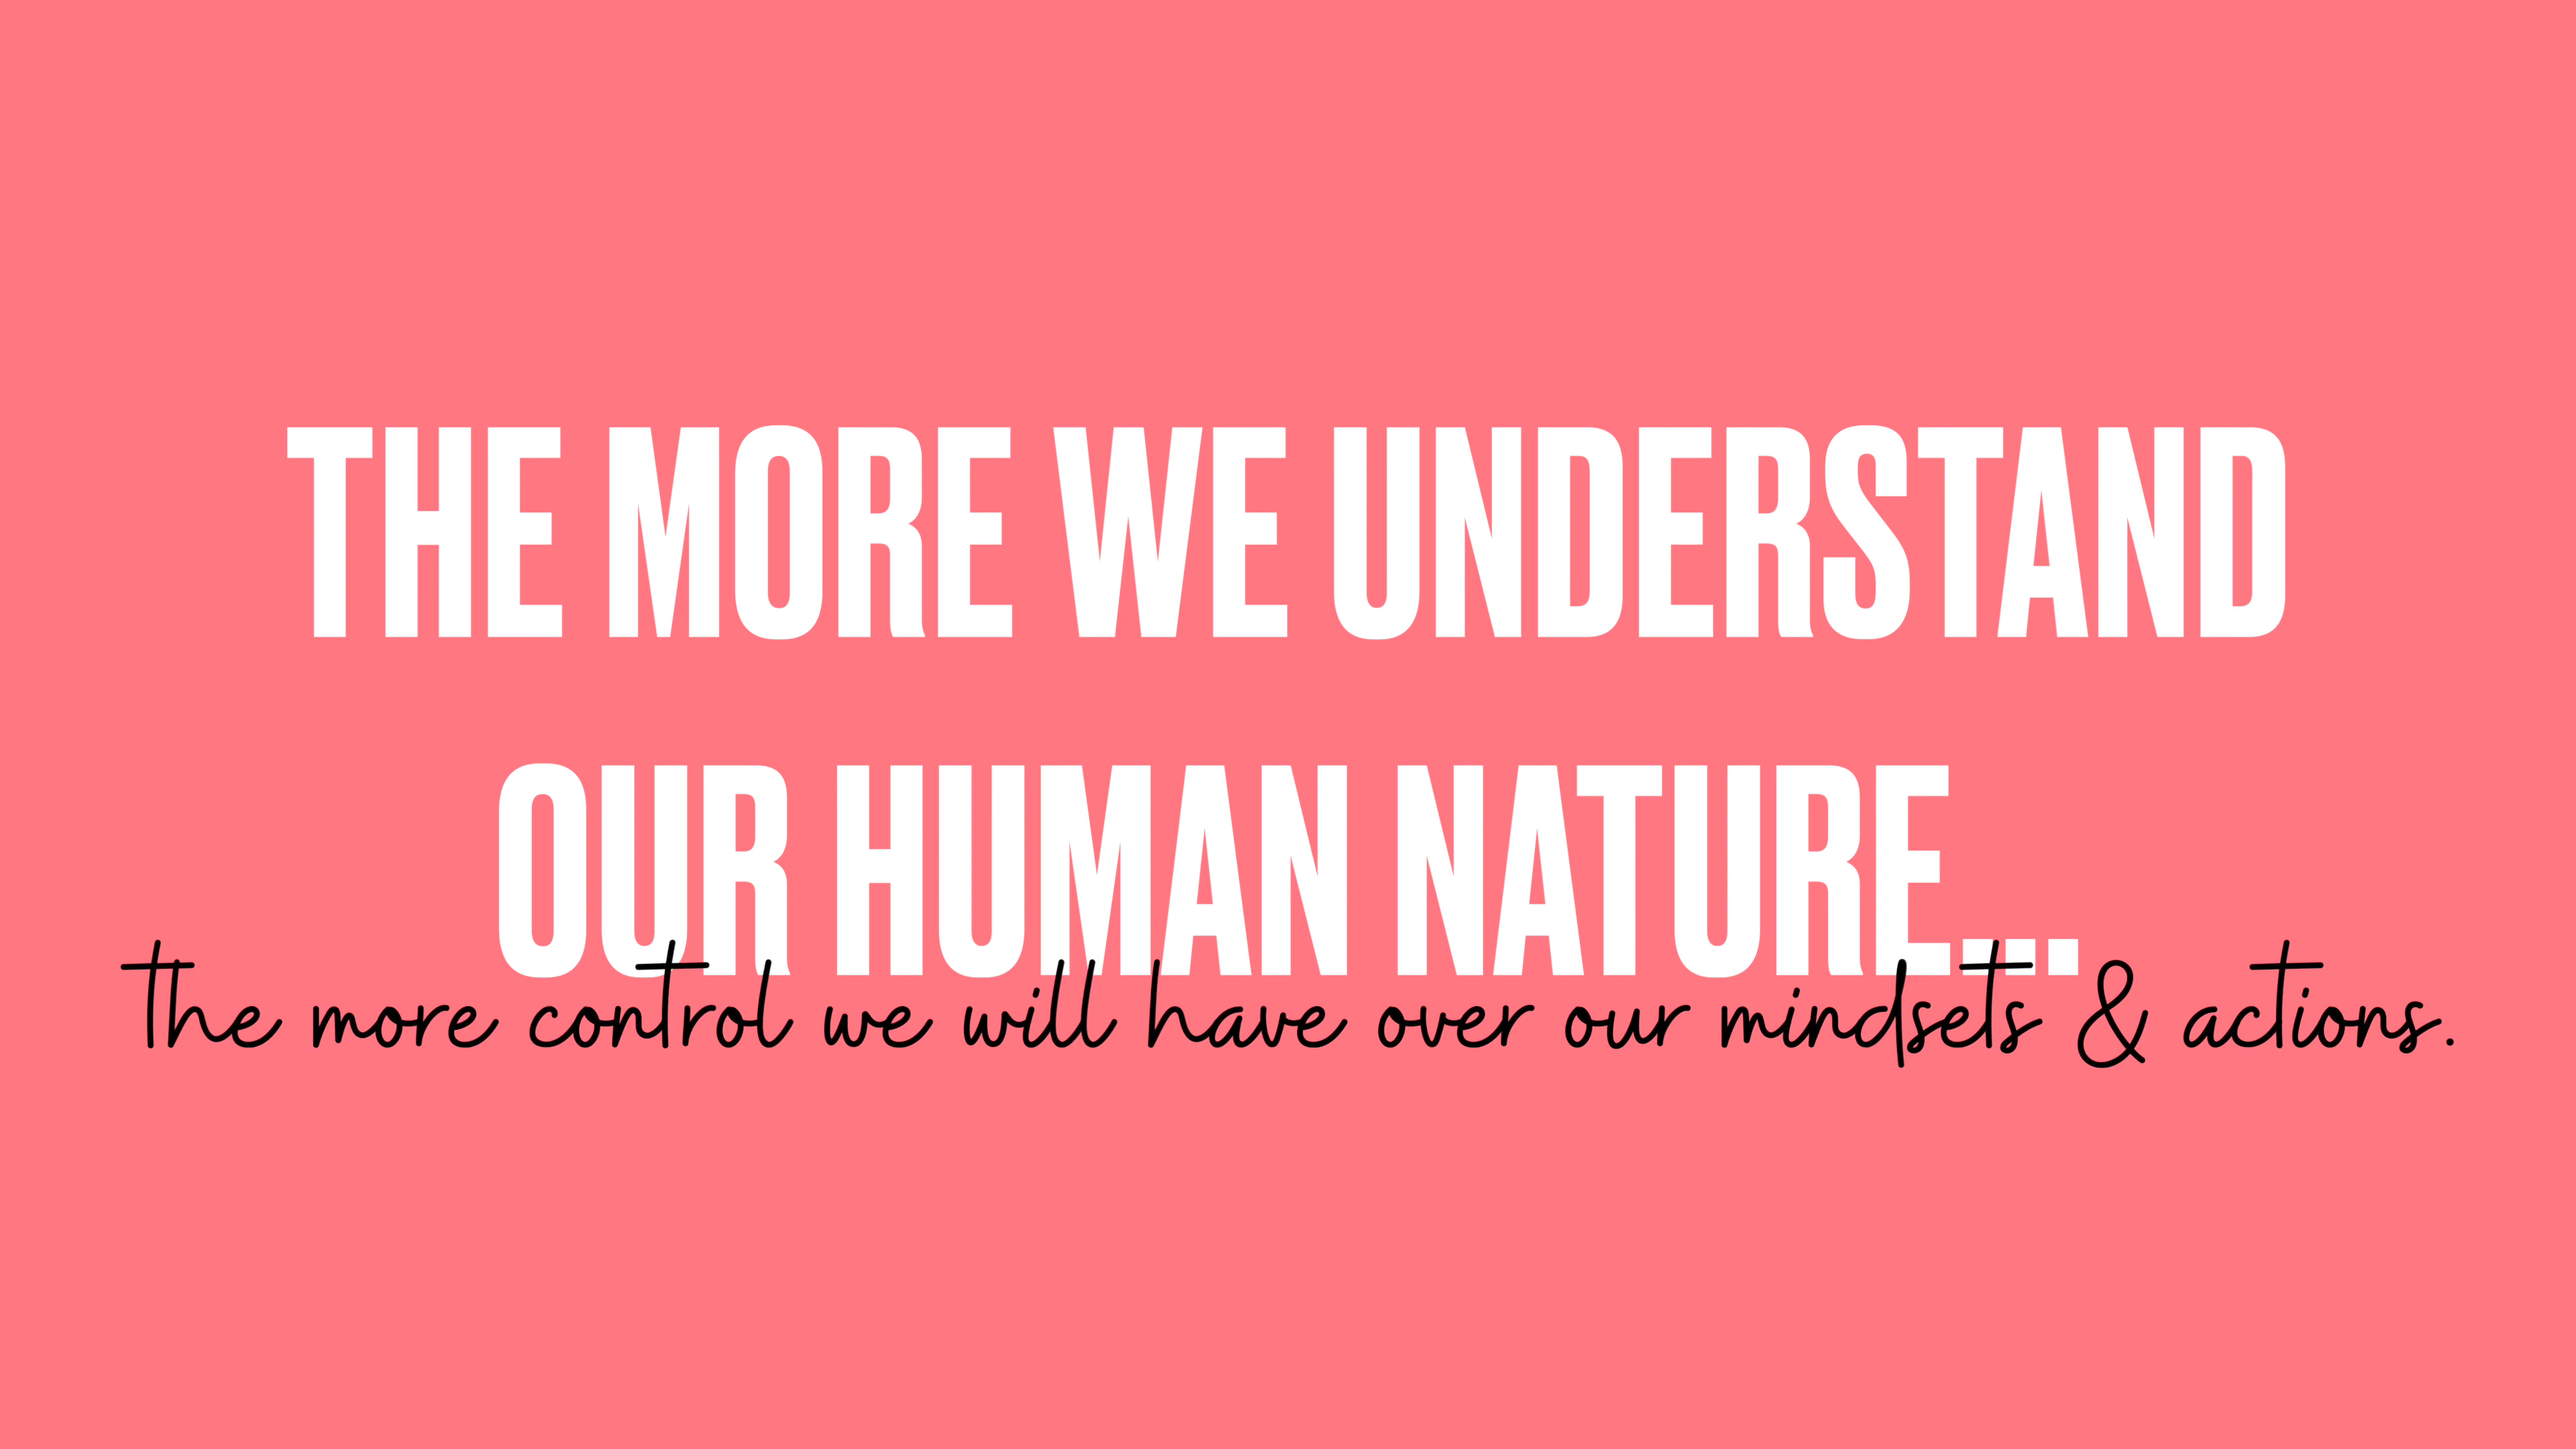 THE MORE WE UNDERSTAND
OUR HUMAN NATURE...
the more control we will have over our mindsets & actions.